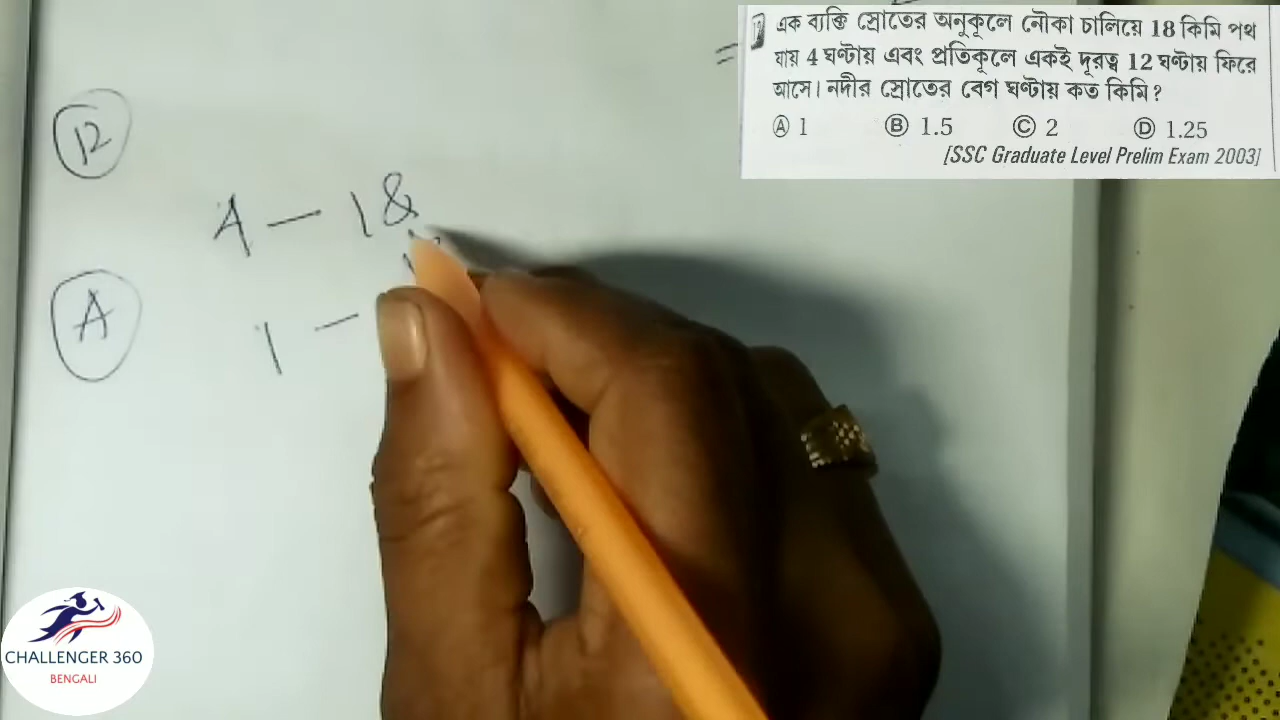 এক ব্যক্তি স্রোতের অনুকূলে নৌকা চালিয়ে 18 কিমি পথ
যায় 4 ঘণ্টায় এবং প্রতিকূলে একই দূরত্ব 12 ঘণ্টায় ফিরে
আসে। নদীর স্রোতের বেগ ঘণ্টায় কত কিমি ?
Ⓐ 1 Ⓑ 1.5 Ⓒ 2 Ⓓ 1.25
[SSC Graduate Level Prelim Exam 2003]
=
12
4 — 18
A
1 —
CHALLENGER 360
BENGALI